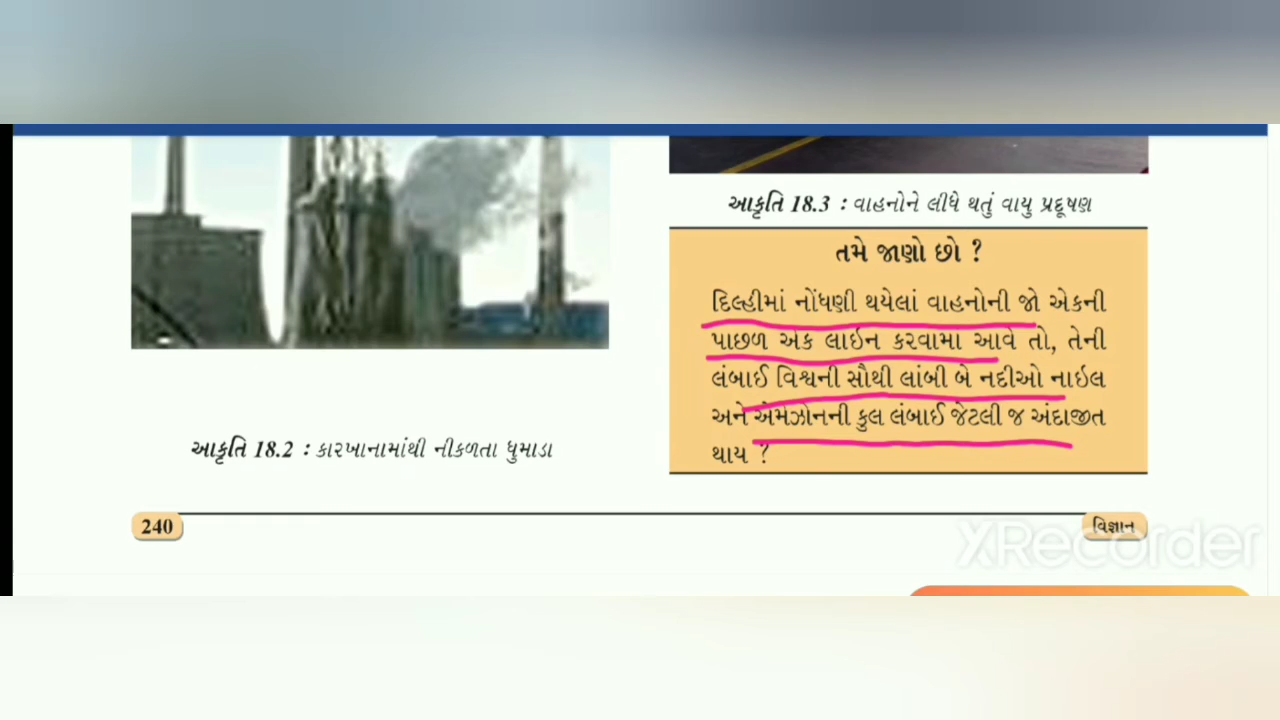 આકૃતિ 18.3 : વાહનોને લીધે થતું વાયુ પ્રદૂષણ
તમે જાણો છો ?
દિલ્હીમાં નોંધણી થયેલાં વાહનોની જો એકની
પાછળ એક લાઇન કરવામા આવે તો, તેની
લંબાઈ વિશ્વની સૌથી લાંબી બે નદીઓ નાઇલ
અને એમઝોનની કુલ લંબાઈ જેટલી જ અંદાજીત
થાય ?
આકૃતિ 18.2 : કારખાનામાંથી નીકળતા ધુમાડા
240
વિજ્ઞાન
XRecorder